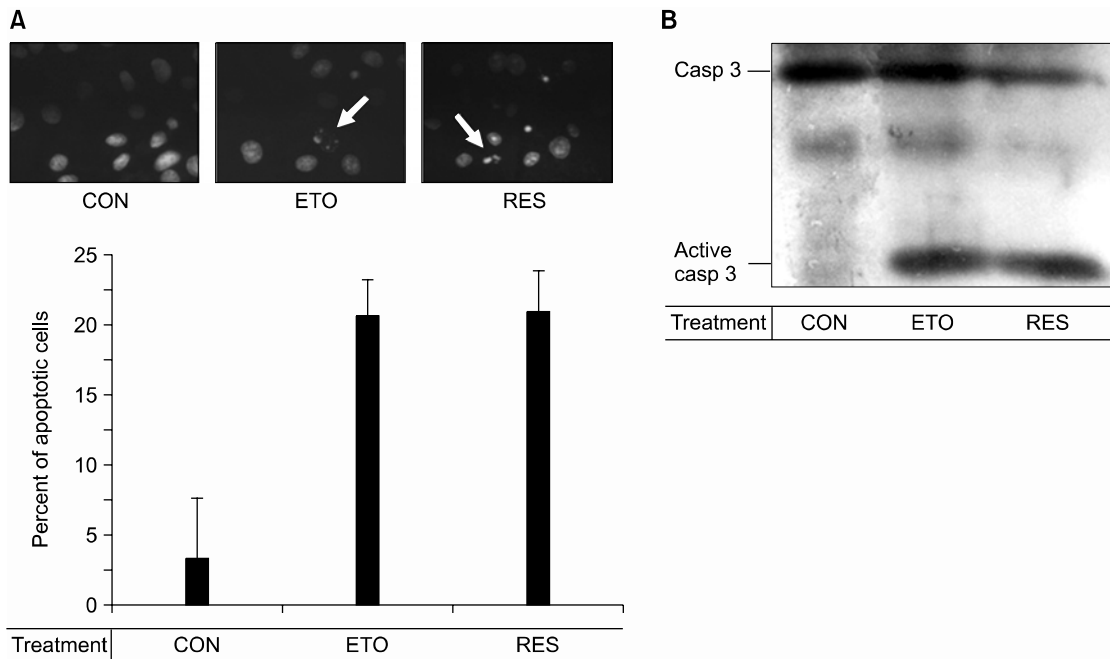 A
CON
ETO
RES
25
20
15
10
5
0
Percent of apoptotic cells
Treatment
CON
ETO
RES
B
Casp 3
Active
casp 3
Treatment
CON
ETO
RES